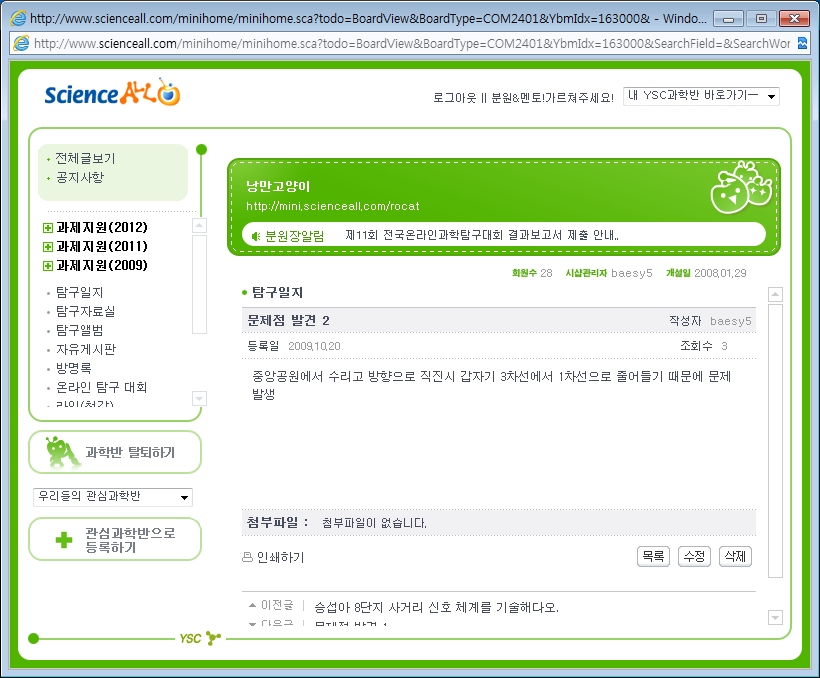 http://www.scienceall.com/minihome/minihome.sca?todo=BoardView&BoardType=COM2401&YbmIdx=163000& - Windo...
http://www.scienceall.com/minihome/minihome.sca?todo=BoardView&BoardType=COM2401&YbmIdx=163000&SearchField=&SearchWor
Science ALL
로그아웃 || 분원&멘토!가르쳐주세요!
내 YSC과학반 바로가기━
전체글보기
공지사항
과제지원(2012)
과제지원(2011)
과제지원(2009)
탐구일지
탐구자료실
탐구앨범
자유게시판
방명록
온라인 탐구 대회
과학반 탈퇴하기
우리들의 관심과학반
관심과학반으로
등록하기
낭만고양이
http://mini.scienceall.com/rocat
분원장알림 제11회 전국온라인과학탐구대회 결과보고서 제출 안내..
회원수 28 시샵관리자 baesy5 개설일 2008.01.29
탐구일지
문제점 발견 2 작성자 baesy5
등록일 2009.10.20 조회수 3
중앙공원에서 수리고 방향으로 직진시 갑자기 3차선에서 1차선으로 줄어들기 때문에 문제
발생
첨부파일 : 첨부파일이 없습니다.
인쇄하기
목록 수정 삭제
이전글 승섭아 8단지 사거리 신호 체계를 기술해다오.
다음글 문제점 발견 1
YSC